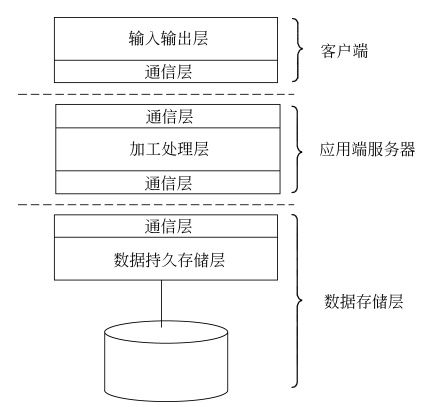 输入输出层
通信层
客户端
通信层
加工处理层
通信层
应用端服务器
通信层
数据持久存储层
数据存储层